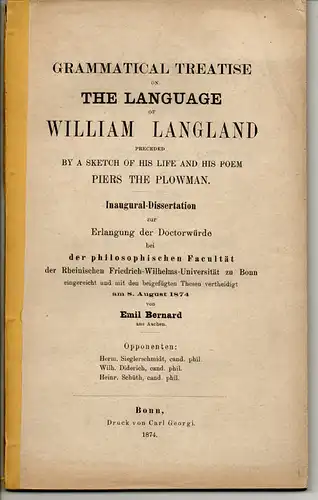 GRAMMATICAL TREATISE
ON
THE LANGUAGE
OF
WILLIAM LANGLAND
PRECEDED
BY A SKETCH OF HIS LIFE AND HIS POEM
PIERS THE PLOWMAN.
Inaugural-Dissertation
zur
Erlangung der Doctorwürde
bei
der philosophischen Facultät
der Rheinischen Friedrich-Wilhelms-Universität zu Bonn
eingereicht und mit den beigefügten Thesen vertheidigt
am 8. August 1874
von
Emil Bernard
aus Aachen.
Opponenten:
Herm. Sieglerschmidt, cand. phil.
Wilh. Diderich, cand. phil.
Heinr. Schüth, cand. phil.
Bonn,
Druck von Carl Georgi.
1874.